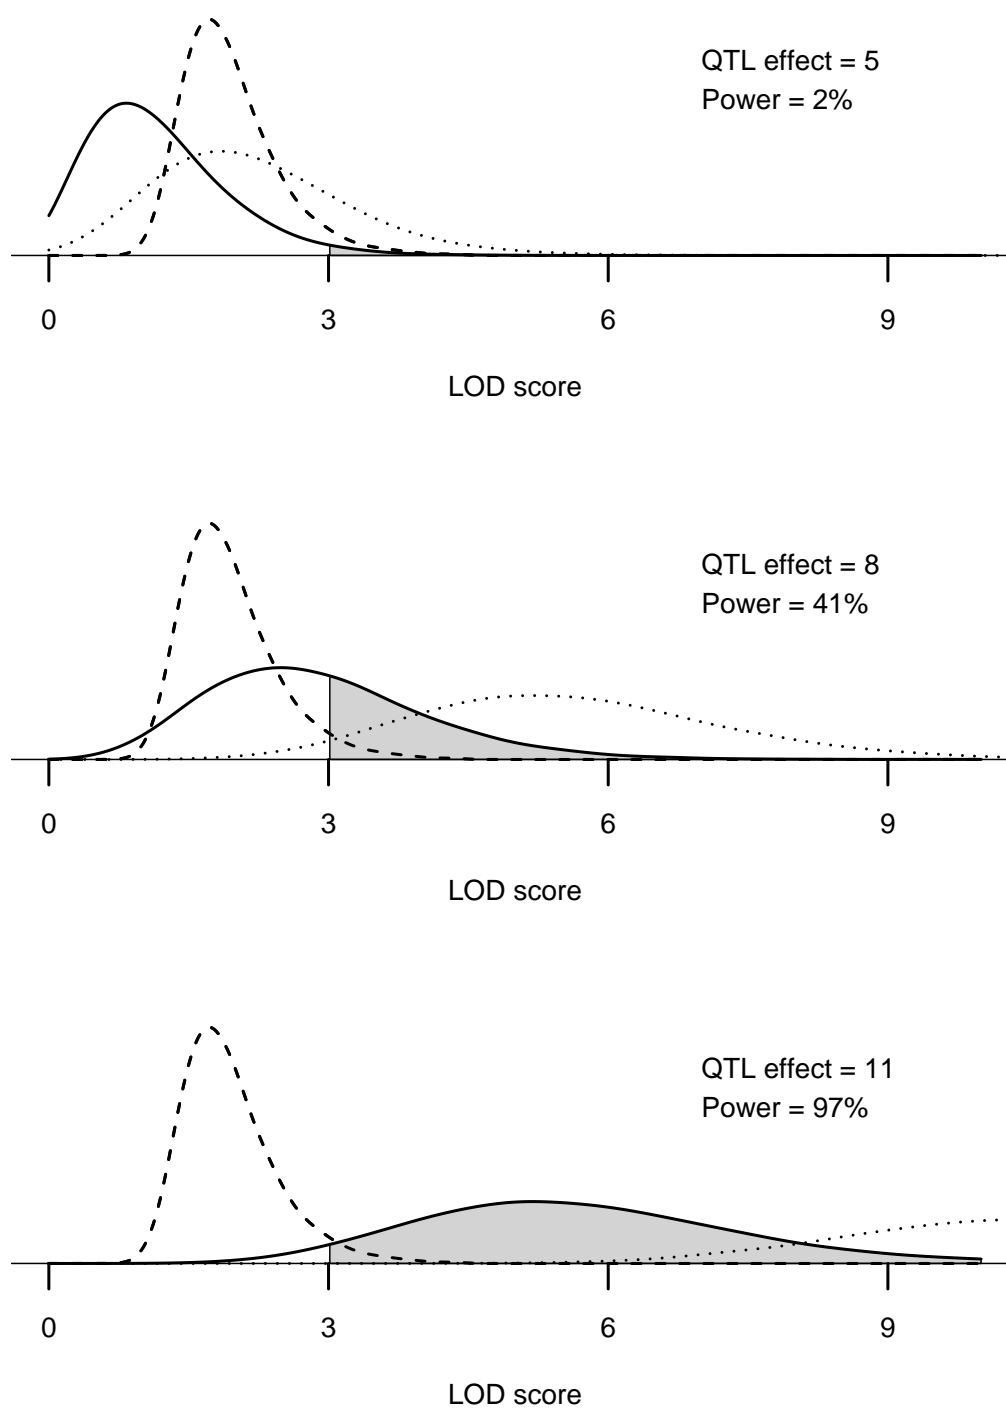 QTL effect = 5
Power = 2%
0 3 6 9
LOD score
QTL effect = 8
Power = 41%
0 3 6 9
LOD score
QTL effect = 11
Power = 97%
0 3 6 9
LOD score